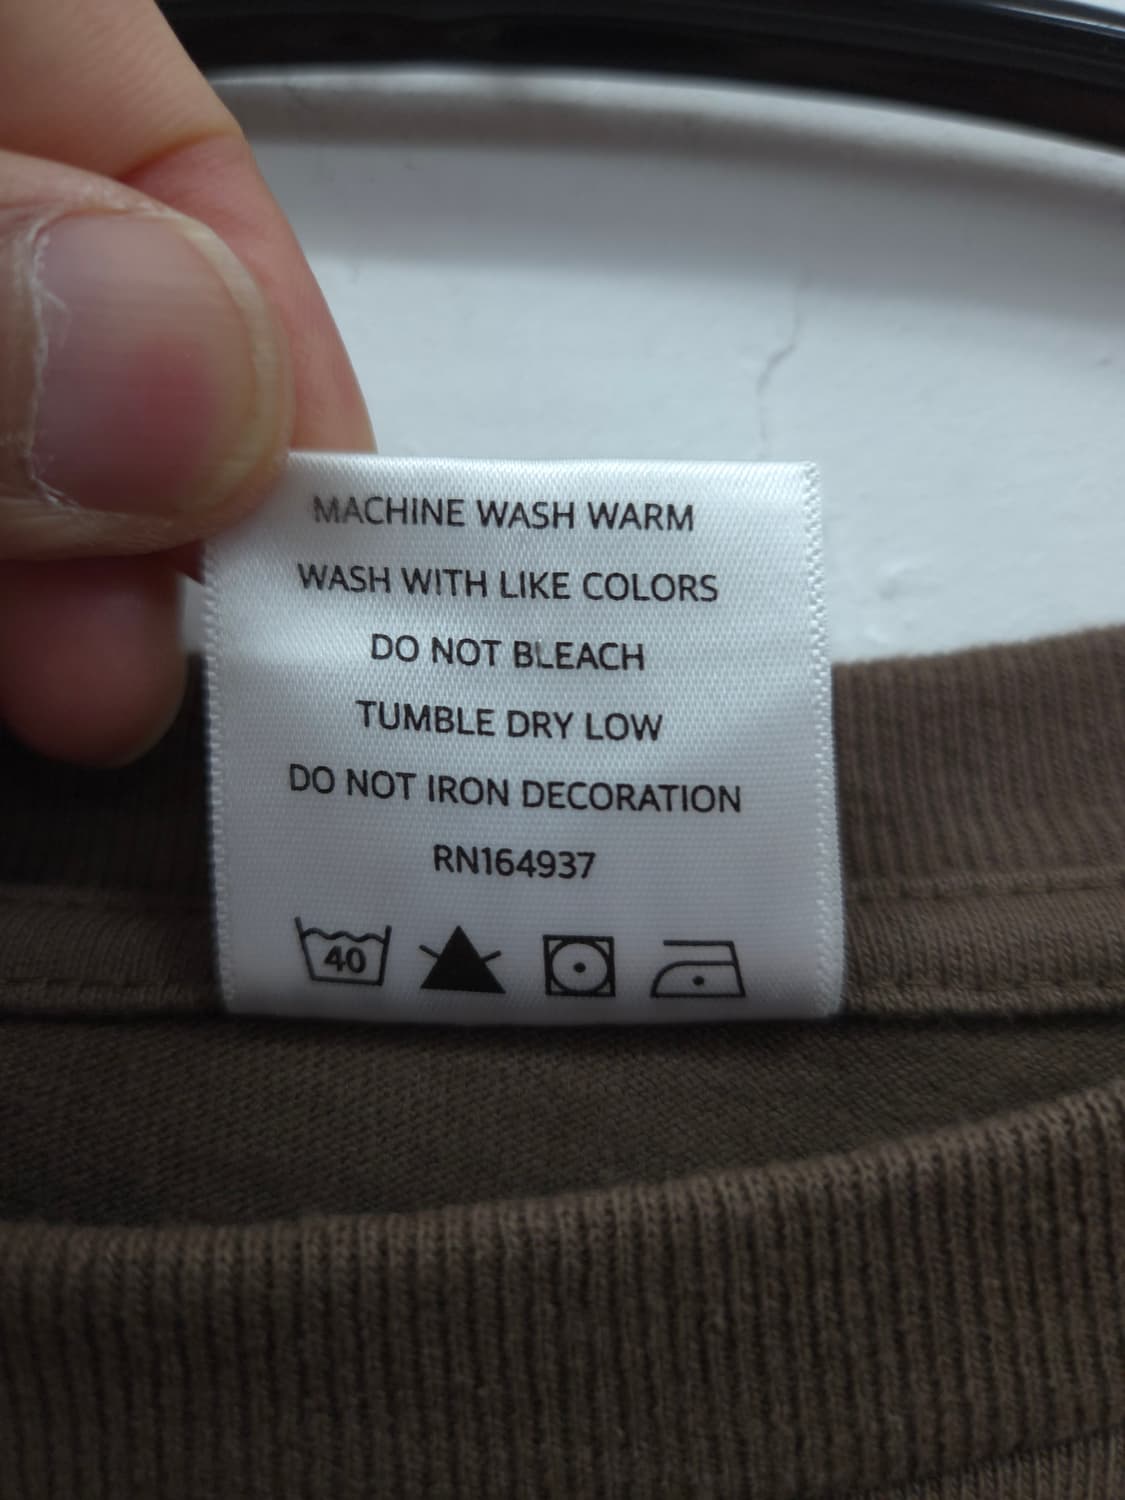 MACHINE WASH WARM
WASH WITH LIKE COLORS
DO NOT BLEACH
TUMBLE DRY LOW
DO NOT IRON DECORATION
RN164937
40